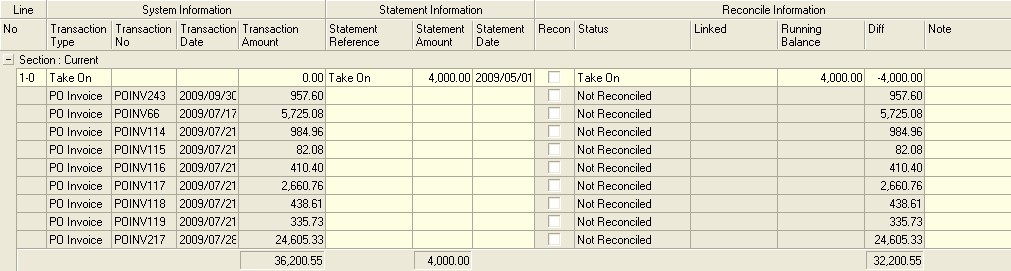 Line System Information Statement Information Reconcile Information
No Transaction Type Transaction No Transaction Date Transaction Amount Statement Reference Statement Amount Statement Date Recon Status Linked Running Balance Diff Note
Section : Current
1-0 Take On 0.00 Take On 4,000.00 2009/05/01 Take On 4,000.00 -4,000.00
PO Invoice POINV243 2009/09/30 957.60 Not Reconciled 957.60
PO Invoice POINV66 2009/07/17 5,725.08 Not Reconciled 5,725.08
PO Invoice POINV114 2009/07/21 984.96 Not Reconciled 984.96
PO Invoice POINV115 2009/07/21 82.08 Not Reconciled 82.08
PO Invoice POINV116 2009/07/21 410.40 Not Reconciled 410.40
PO Invoice POINV117 2009/07/21 2,660.76 Not Reconciled 2,660.76
PO Invoice POINV118 2009/07/21 438.61 Not Reconciled 438.61
PO Invoice POINV119 2009/07/21 335.73 Not Reconciled 335.73
PO Invoice POINV217 2009/07/28 24,605.33 Not Reconciled 24,605.33
36,200.55 4,000.00 32,200.55